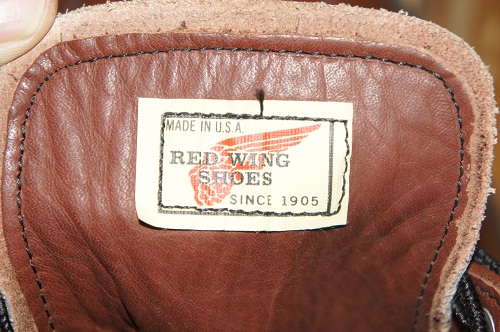 MADE IN U.S.A.
RED WING
SHOES
SINCE 1905